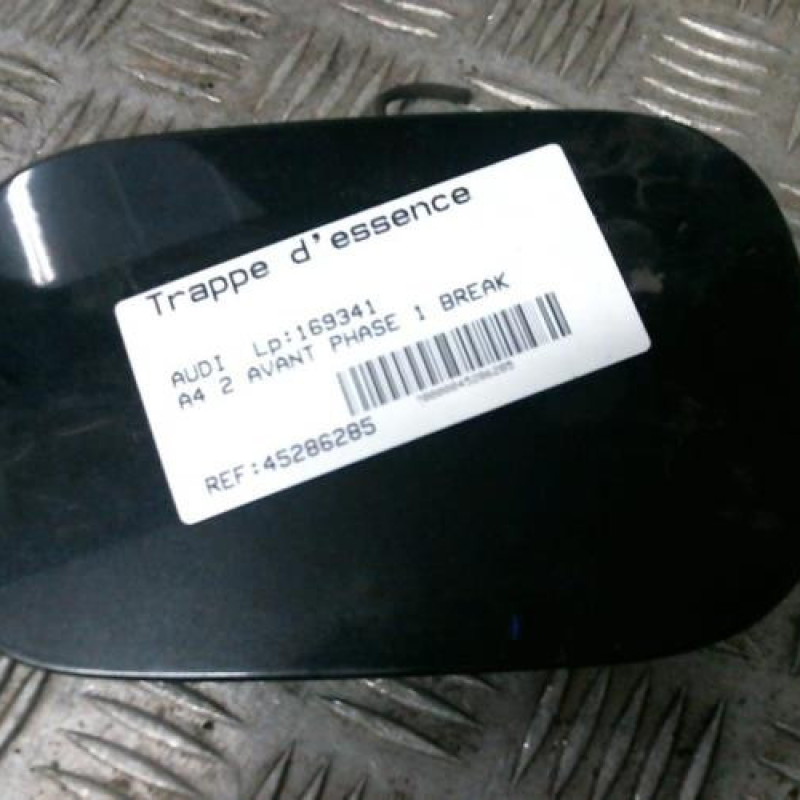 Trappe d'essence
AUDI Lp:169341
A4 2 AVANT PHASE 1 BREAK
REF:45286285